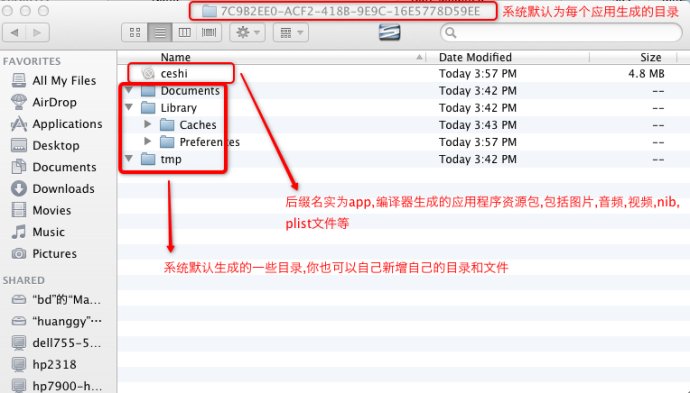 7C9B2EE0-ACF2-418B-9E9C-16E5778D59EE
系统默认为每个应用生成的目录
FAVORITES
All My Files
AirDrop
Applications
Desktop
Documents
Downloads
Movies
Music
Pictures
SHARED
“bd”的“Ma...
“huanggy”...
dell755-5...
hp2318
hp7900-h...
Name
Date Modified
Size
ceshi
Today 3:57 PM
4.8 MB
Documents
Today 3:42 PM
--
Library
Today 3:42 PM
--
Caches
Today 3:43 PM
--
Preferences
Today 3:57 PM
--
tmp
Today 3:42 PM
--
后缀名实为app,编译器生成的应用程序资源包,包括图片,音频,视频,nib,
plist文件等
系统默认生成的一些目录,你也可以自己新增自己的目录和文件